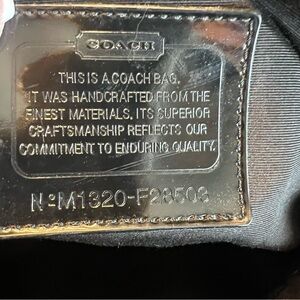 COACH
THIS IS A COACH BAG.
IT WAS HANDCRAFTED FROM THE
FINEST MATERIALS. ITS SUPERIOR
CRAFTSMANSHIP REFLECTS OUR
COMMITMENT TO ENDURING QUALITY.
Nº M1320-F28503